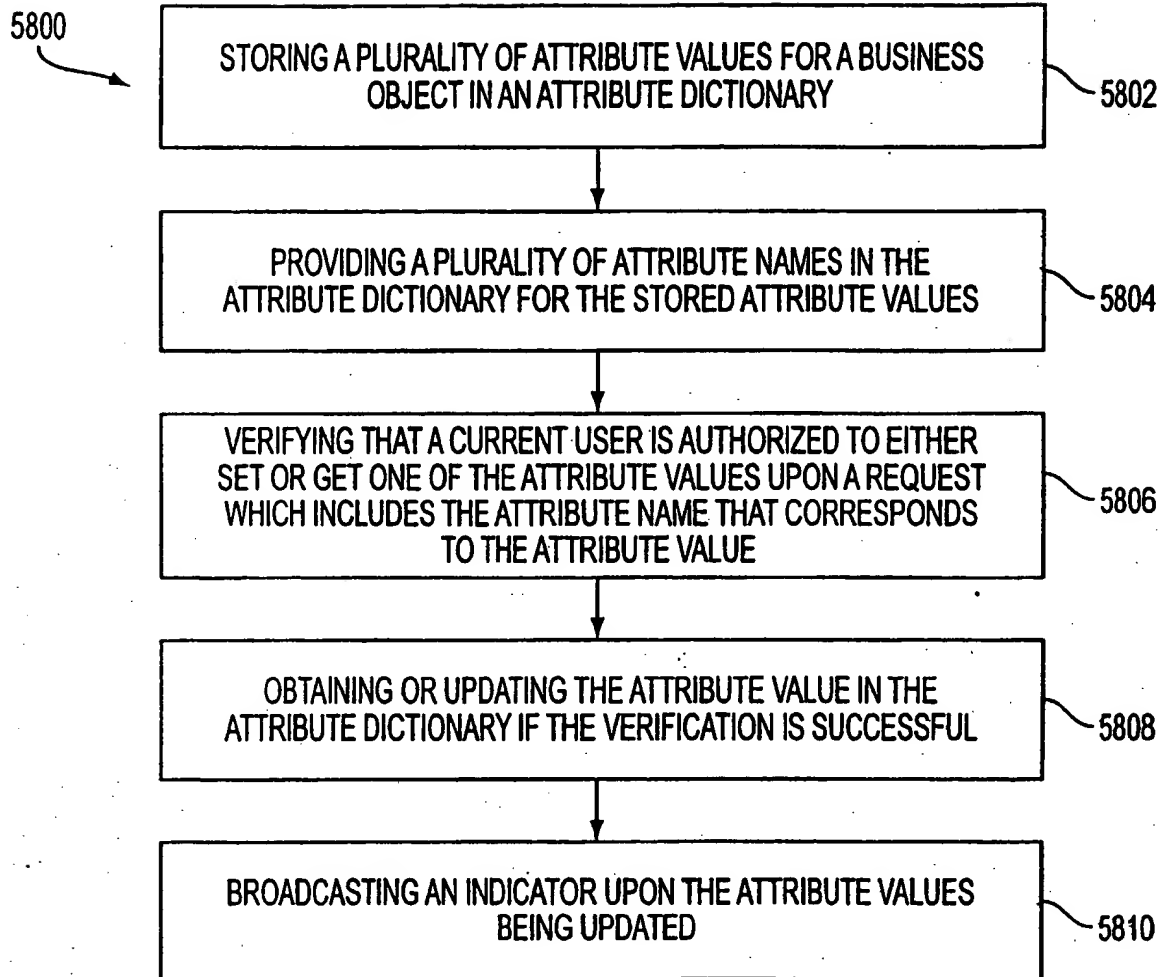 5800
STORING A PLURALITY OF ATTRIBUTE VALUES FOR A BUSINESS
OBJECT IN AN ATTRIBUTE DICTIONARY
5802
PROVIDING A PLURALITY OF ATTRIBUTE NAMES IN THE
ATTRIBUTE DICTIONARY FOR THE STORED ATTRIBUTE VALUES
5804
VERIFYING THAT A CURRENT USER IS AUTHORIZED TO EITHER
SET OR GET ONE OF THE ATTRIBUTE VALUES UPON A REQUEST
WHICH INCLUDES THE ATTRIBUTE NAME THAT CORRESPONDS
TO THE ATTRIBUTE VALUE
5806
OBTAINING OR UPDATING THE ATTRIBUTE VALUE IN THE
ATTRIBUTE DICTIONARY IF THE VERIFICATION IS SUCCESSFUL
5808
BROADCASTING AN INDICATOR UPON THE ATTRIBUTE VALUES
BEING UPDATED
5810